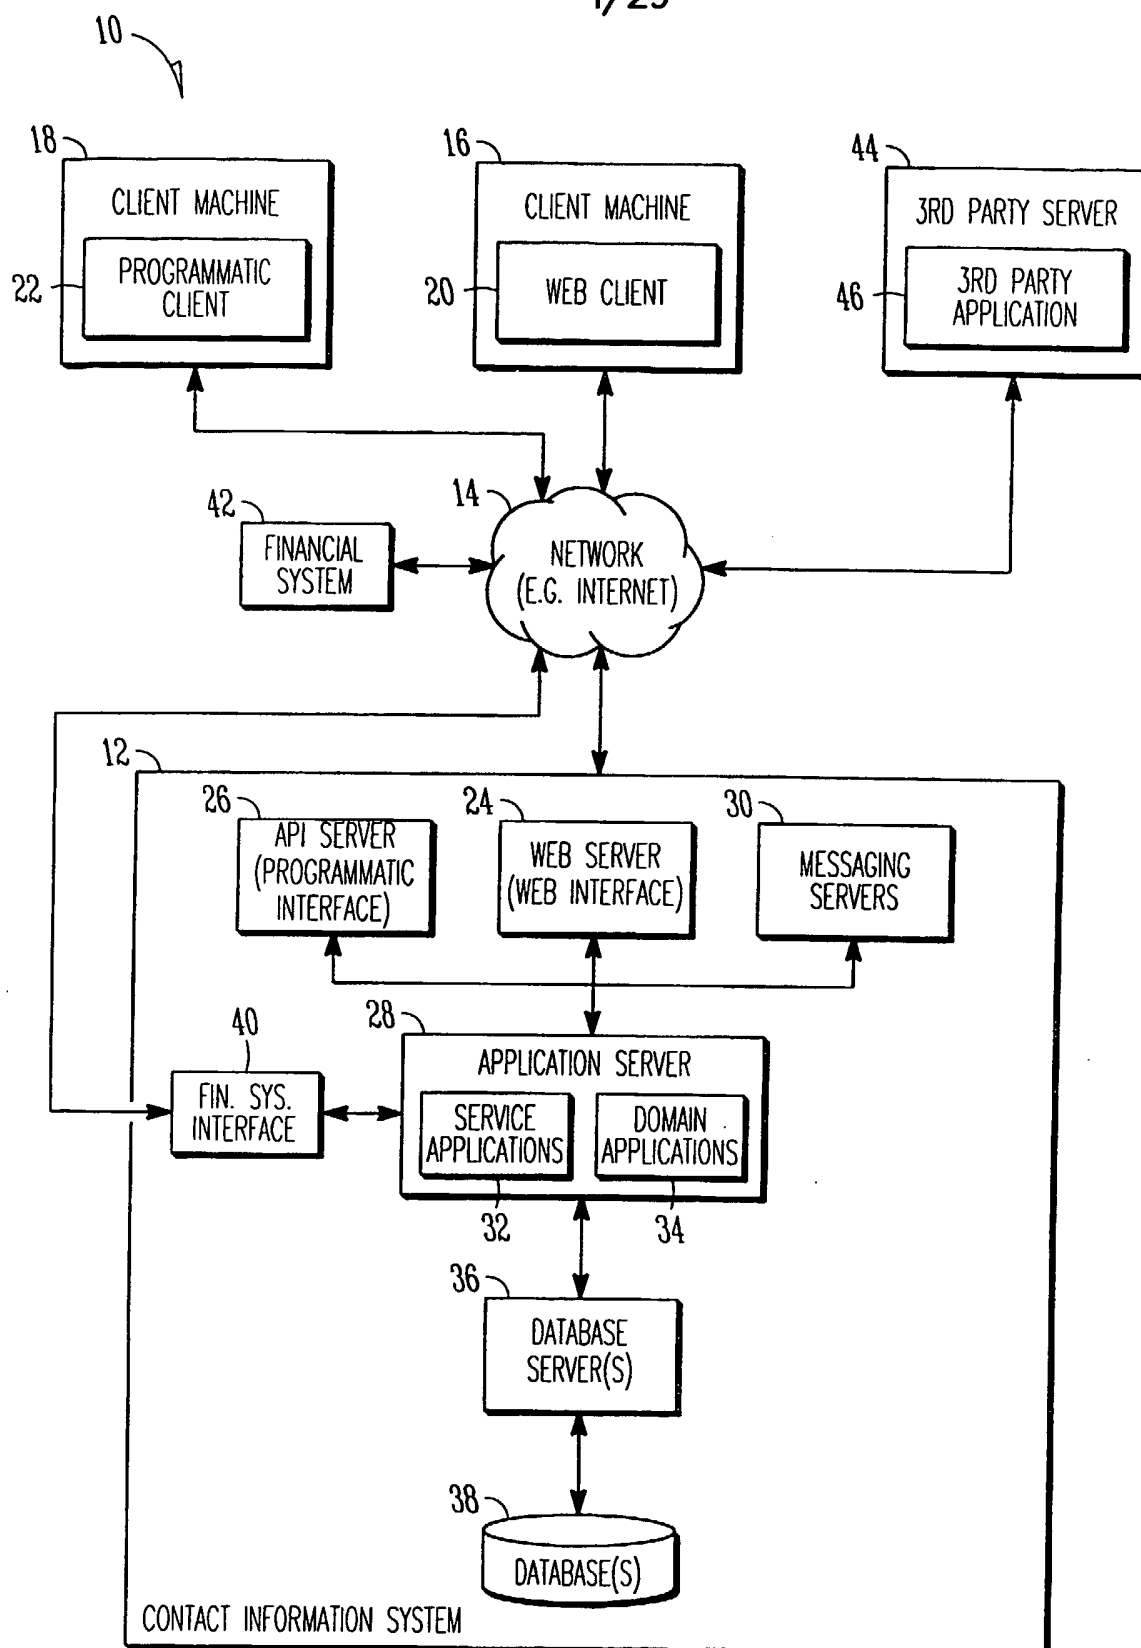 10
18
CLIENT MACHINE
22
PROGRAMMATIC
CLIENT
16
CLIENT MACHINE
20
WEB CLIENT
44
3RD PARTY SERVER
46
3RD PARTY
APPLICATION
42
FINANCIAL
SYSTEM
14
NETWORK
(E.G. INTERNET)
12
26
API SERVER
(PROGRAMMATIC
INTERFACE)
24
WEB SERVER
(WEB INTERFACE)
30
MESSAGING
SERVERS
40
FIN. SYS.
INTERFACE
28
APPLICATION SERVER
SERVICE
APPLICATIONS
32
DOMAIN
APPLICATIONS
34
36
DATABASE
SERVER(S)
38
DATABASE(S)
CONTACT INFORMATION SYSTEM